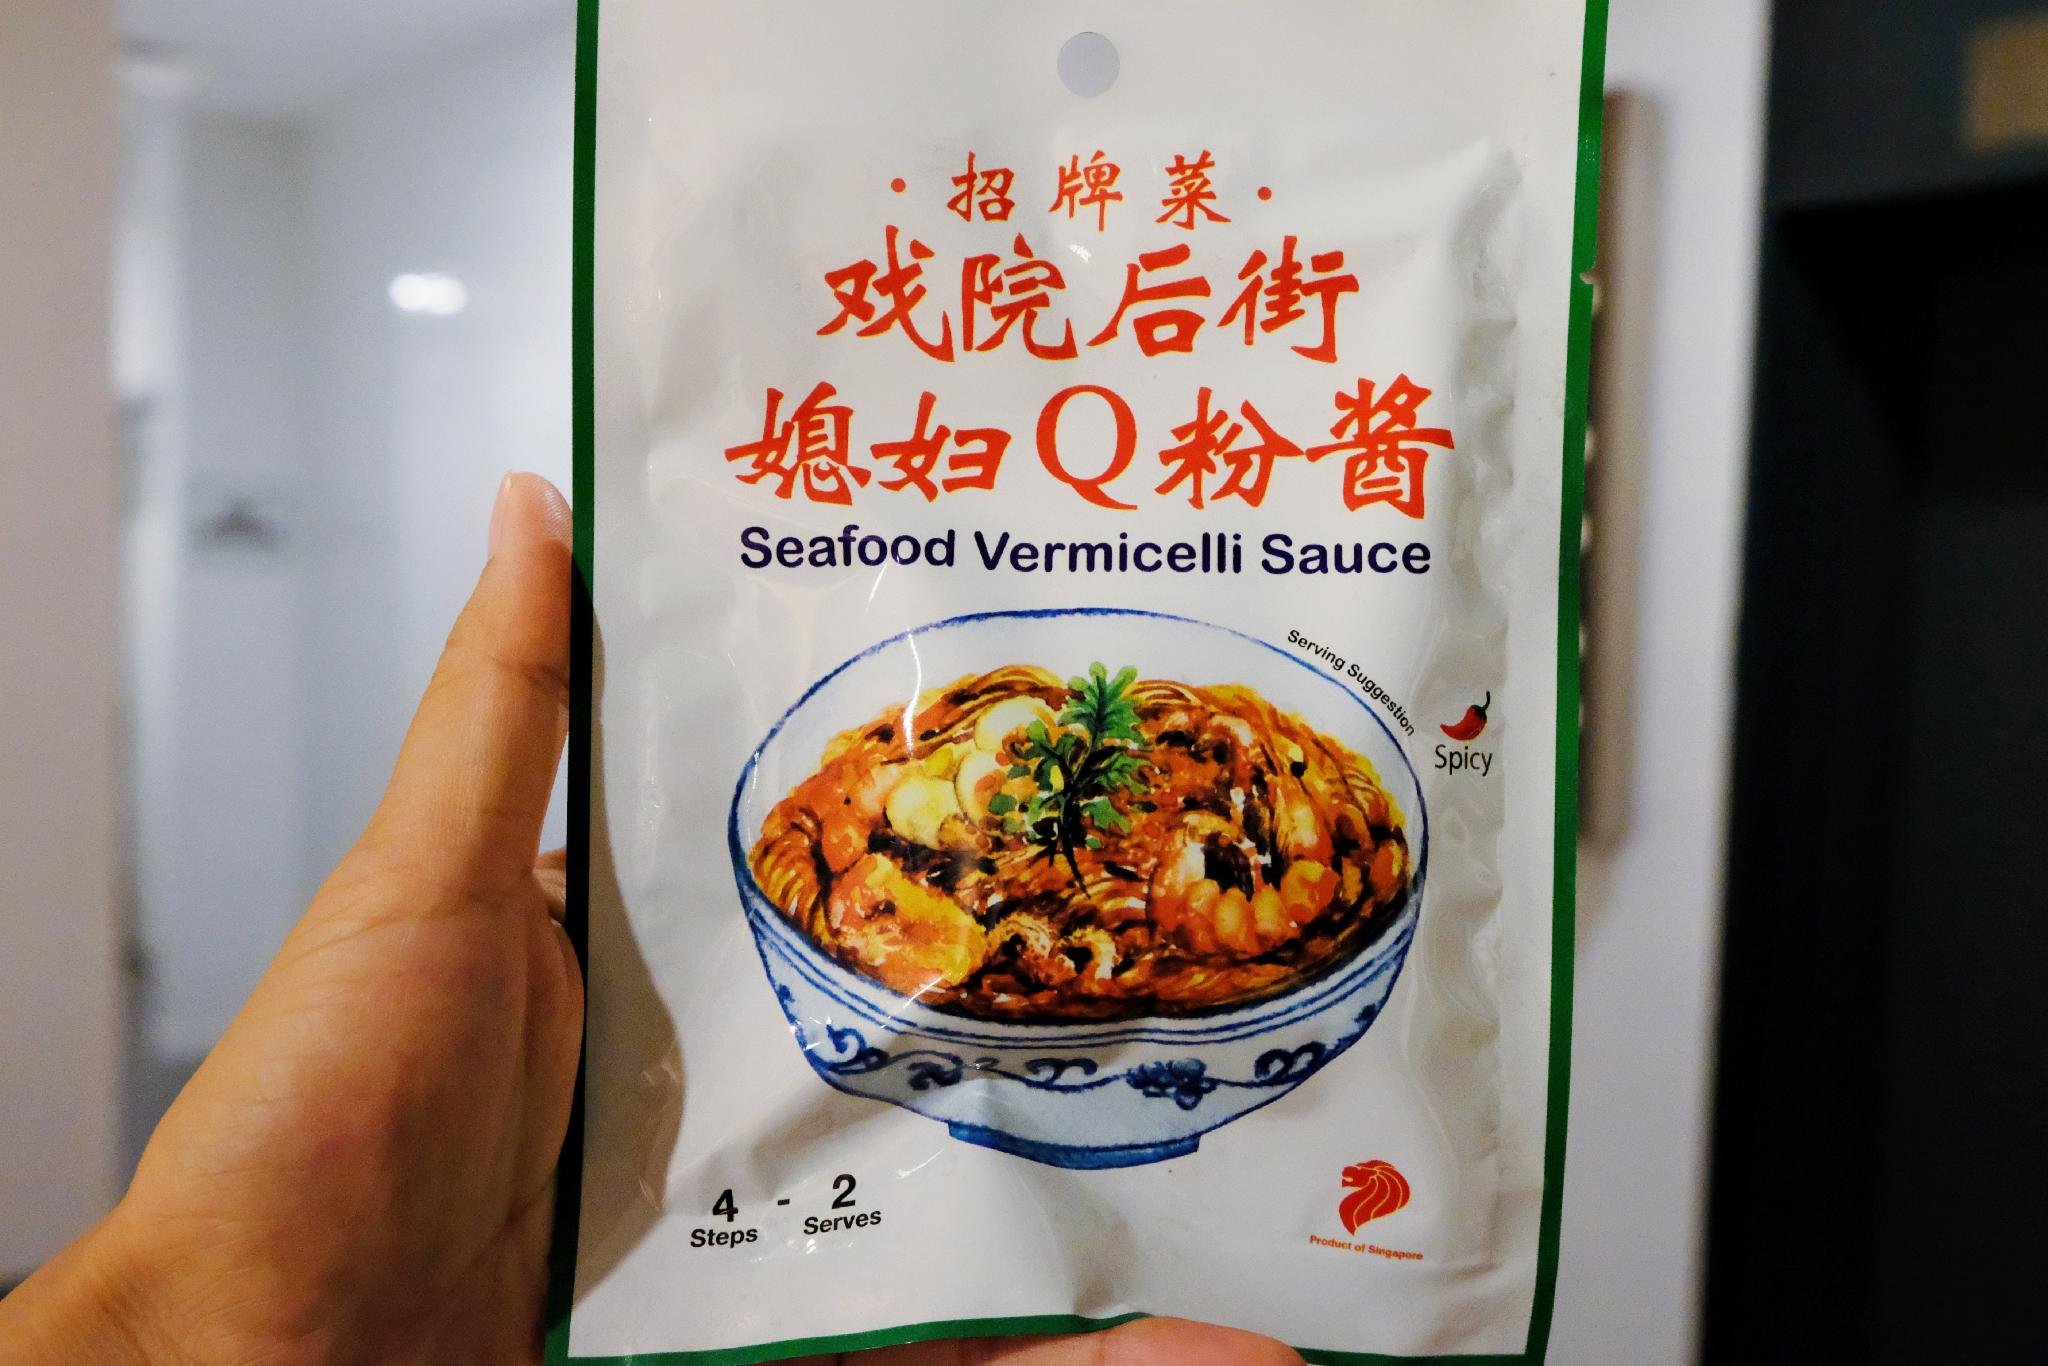 · 招牌菜 ·
戏院后街
媳妇Q粉酱
Seafood Vermicelli Sauce
Serving Suggestion
Spicy
4 - 2
Steps Serves
Product of Singapore